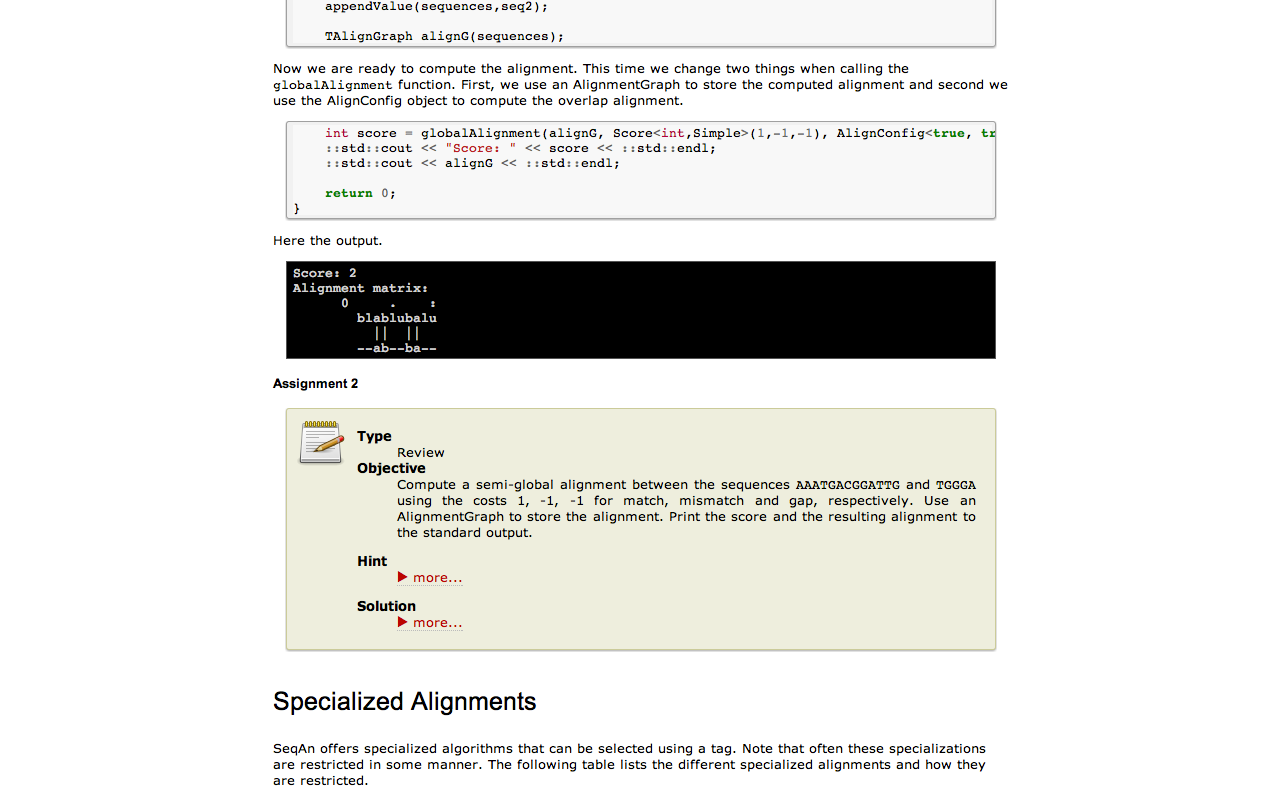 appendValue(sequences,seq2);
TAlignGraph alignG(sequences);
Now we are ready to compute the alignment. This time we change two things when calling the
globalAlignment function. First, we use an AlignmentGraph to store the computed alignment and second we
use the AlignConfig object to compute the overlap alignment.
int score = globalAlignment(alignG, Score<int,Simple>(1,-1,-1), AlignConfig<true, tr
::std::cout << "Score: " << score << ::std::endl;
::std::cout << alignG << ::std::endl;
return 0;
}
Here the output.
Score: 2
Alignment matrix:
0     .    :
blablubalu
||  ||
--ab--ba--
Assignment 2
Type
Review
Objective
Compute a semi-global alignment between the sequences AAATGACGGATTG and TGGGA
using the costs 1, -1, -1 for match, mismatch and gap, respectively. Use an
AlignmentGraph to store the alignment. Print the score and the resulting alignment to
the standard output.
Hint
more...
Solution
more...
Specialized Alignments
SeqAn offers specialized algorithms that can be selected using a tag. Note that often these specializations
are restricted in some manner. The following table lists the different specialized alignments and how they
are restricted.